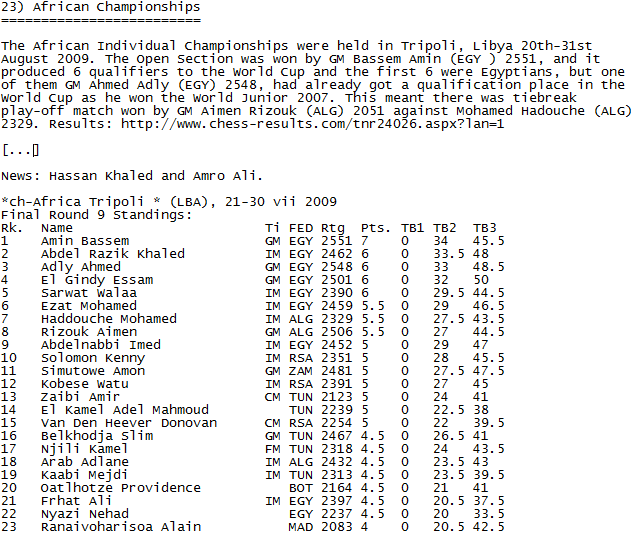 23) African Championships
=========================
The African Individual Championships were held in Tripoli, Libya 20th-31st
August 2009. The Open Section was won by GM Bassem Amin (EGY ) 2551, and it
produced 6 qualifiers to the World Cup and the first 6 were Egyptians, but one
of them GM Ahmed Adly (EGY) 2548, had already got a qualification place in the
World Cup as he won the World Junior 2007. This meant there was tiebreak
play-off match won by GM Aimen Rizouk (ALG) 2051 against Mohamed Hadouche (ALG)
2329. Results: http://www.chess-results.com/tnr24026.aspx?lan=1
[...[]
News: Hassan Khaled and Amro Ali.
*ch-Africa Tripoli * (LBA), 21-30 vii 2009
Final Round 9 Standings:
Rk. Name Ti FED Rtg Pts. TB1 TB2 TB3
1 Amin Bassem GM EGY 2551 7 0 34 45.5
2 Abdel Razik Khaled IM EGY 2462 6 0 33.5 48
3 Adly Ahmed GM EGY 2548 6 0 33 48.5
4 El Gindy Essam GM EGY 2501 6 0 32 50
5 Sarwat Walaa IM EGY 2390 6 0 29.5 44.5
6 Ezat Mohamed IM EGY 2459 5.5 0 29 46.5
7 Haddouche Mohamed IM ALG 2329 5.5 0 27.5 43.5
8 Rizouk Aimen GM ALG 2506 5.5 0 27 44.5
9 Abdelnabbi Imed IM EGY 2452 5 0 29 47
10 Solomon Kenny IM RSA 2351 5 0 28 45.5
11 Simutowe Amon GM ZAM 2481 5 0 27.5 47.5
12 Kobese Watu IM RSA 2391 5 0 27 45
13 Zaibi Amir CM TUN 2123 5 0 24 41
14 El Kamel Adel Mahmoud TUN 2239 5 0 22.5 38
15 Van Den Heever Donovan CM RSA 2254 5 0 22 39.5
16 Belkhodja Slim GM TUN 2467 4.5 0 26.5 41
17 Njili Kamel FM TUN 2318 4.5 0 24 43.5
18 Arab Adlane IM ALG 2432 4.5 0 23.5 43
19 Kaabi Mejdi IM TUN 2313 4.5 0 23.5 39.5
20 Oatlhotze Providence BOT 2164 4.5 0 21 41
21 Frhat Ali IM EGY 2397 4.5 0 20.5 37.5
22 Nyazi Nehad EGY 2237 4.5 0 20 33.5
23 Ranaivoharisoa Alain MAD 2083 4 0 20.5 42.5